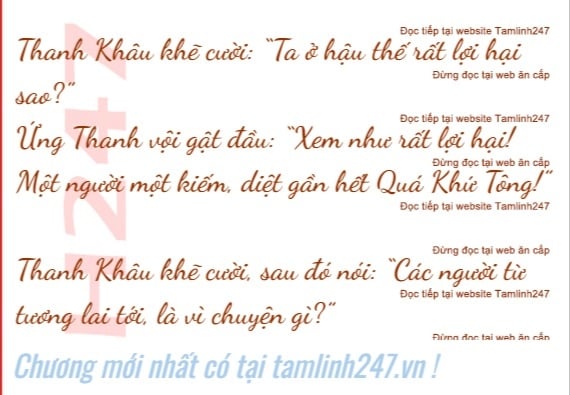 Đọc tiếp tại website Tamlinh247
Thanh Khâu khẽ cười: “Ta ở hậu thế rất lợi hại
Đừng đọc tại web ăn cắp
sao?”
Đọc tiếp tại website Tamlinh247
Ứng Thanh vội gật đầu: “Xem như rất lợi hại!
Đừng đọc tại web ăn cắp
Một người một kiếm, diệt gần hết Quá Khứ Tông!”
Đọc tiếp tại website Tamlinh247
Đừng đọc tại web ăn cắp
Thanh Khâu khẽ cười, sau đó nói: “Các người từ
Đọc tiếp tại website Tamlinh247
tương lai tới, là vì chuyện gì?”
Đừng đọc tại web ăn cắp
H247
Chương mới nhất có tại tamlinh247.vn !